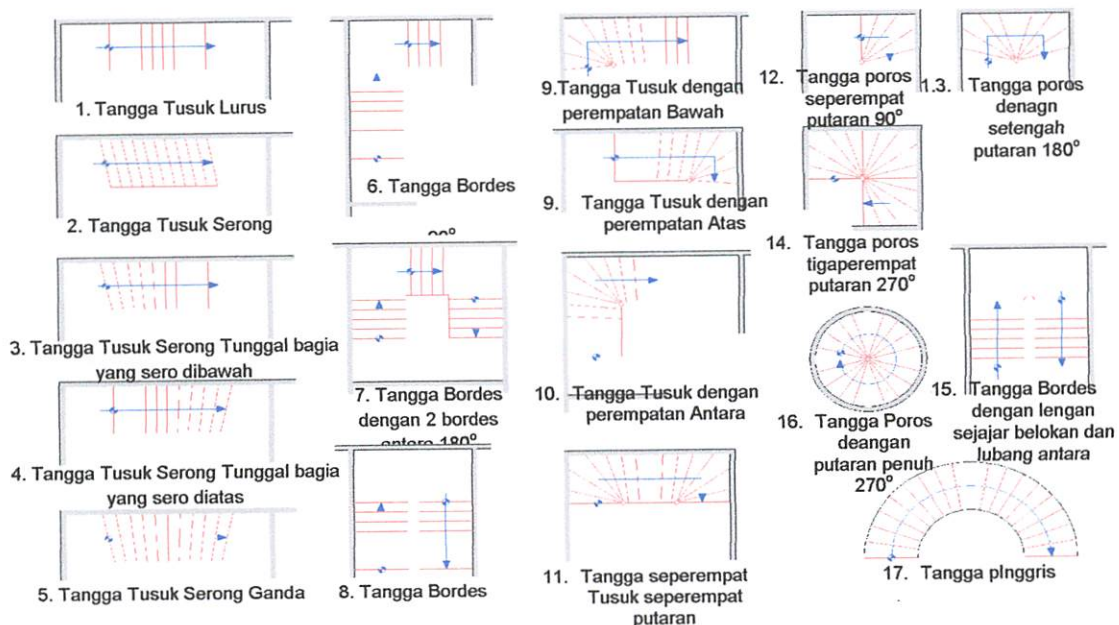 1. Tangga Tusuk Lurus
2. Tangga Tusuk Serong
3. Tangga Tusuk Serong Tunggal bagia
yang sero dibawah
4. Tangga Tusuk Serong Tunggal bagia
yang sero diatas
5. Tangga Tusuk Serong Ganda
6. Tangga Bordes
90°
7. Tangga Bordes
dengan 2 bordes
antero 180°
8. Tangga Bordes
9.Tangga Tusuk dengan
perempatan Bawah
9. Tangga Tusuk dengan
perempatan Atas
10. Tangga Tusuk dengan
perempatan Antara
11. Tangga seperempat
Tusuk seperempat
putaran
12. Tangga poros
seperempat
putaran 90°
1.3. Tangga poros
denagn
setengah
putaran 180°
14. Tangga poros
tigaperempat
putaran 270°
15. Tangga Bordes
dengan lengan
sejajar belokan dan
lubang antara
16. Tangga Poros
deangan
putaran penuh
270°
17. Tangga pInggris